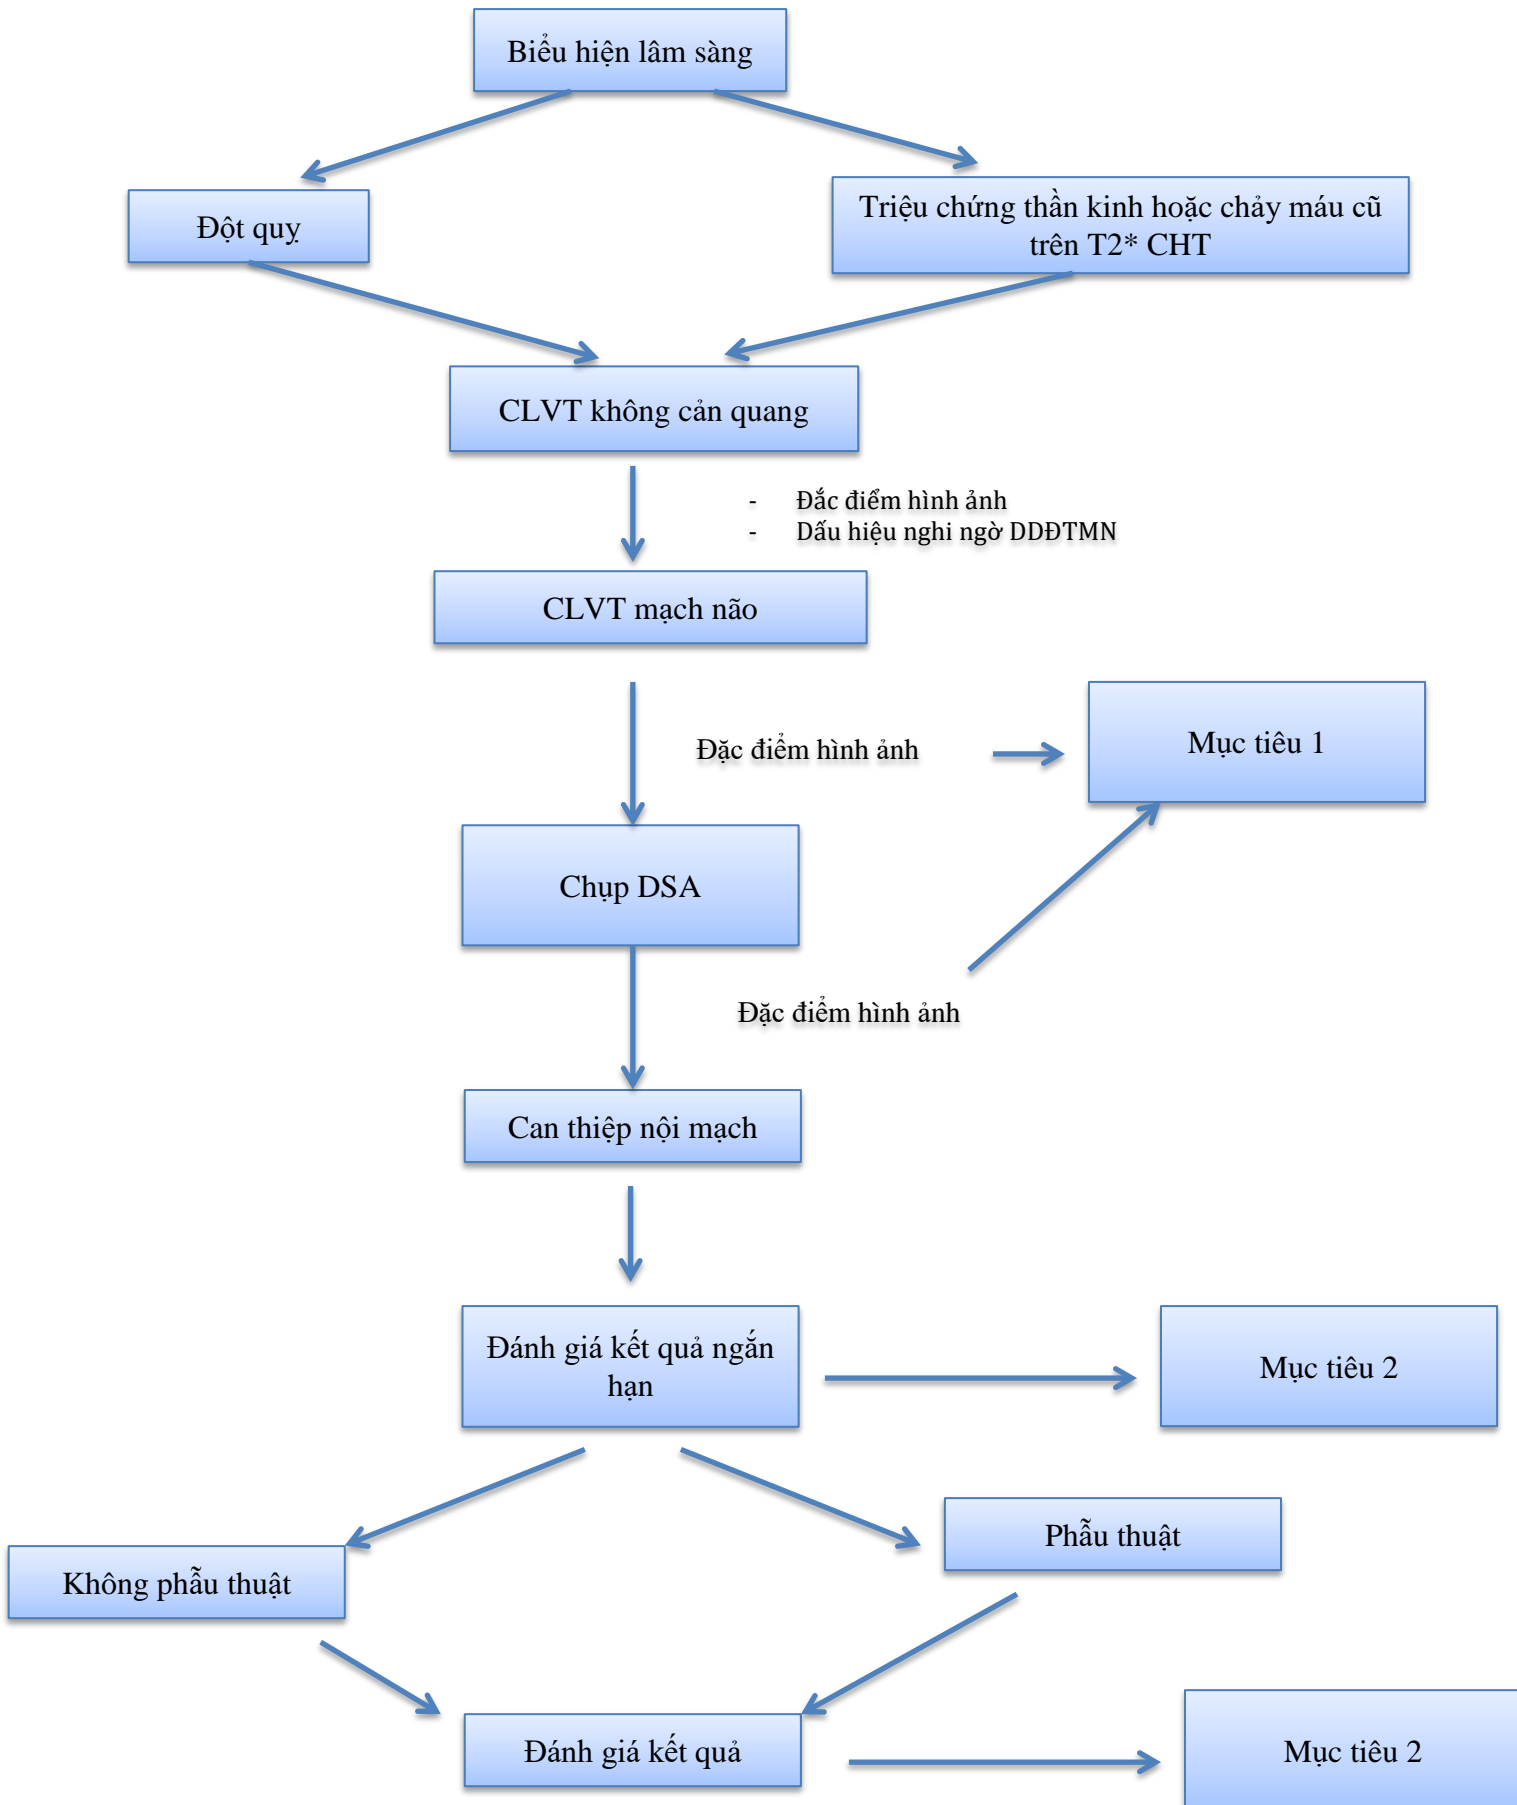 Biểu hiện lâm sàng
Đột quỵ
Triệu chứng thần kinh hoặc chảy máu cũ
trên T2* CHT
CLVT không cản quang
- Đắc điểm hình ảnh
- Dấu hiệu nghi ngờ DDĐTMN
CLVT mạch não
Đặc điểm hình ảnh
Mục tiêu 1
Chụp DSA
Đặc điểm hình ảnh
Can thiệp nội mạch
Đánh giá kết quả ngắn
hạn
Mục tiêu 2
Phẫu thuật
Không phẫu thuật
Đánh giá kết quả
Mục tiêu 2